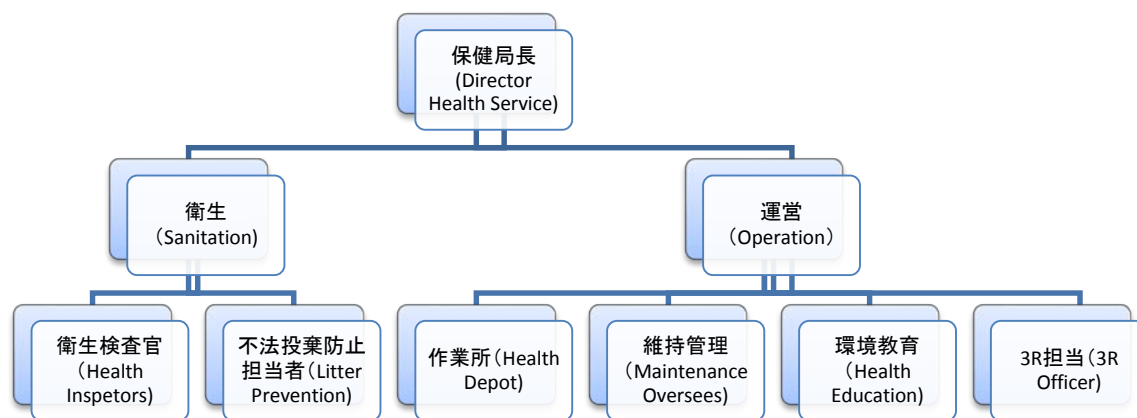 保健局長
(Director
Health Service)
衛生
（Sanitation)
運営
（Operation）
衛生検査官
（Health
Inspetors)
不法投棄防止
担当者（Litter
Prevention)
作業所（Health
Depot)
維持管理
（Maintenance
Oversees)
環境教育
（Health
Education)
3R担当（3R
Officer)